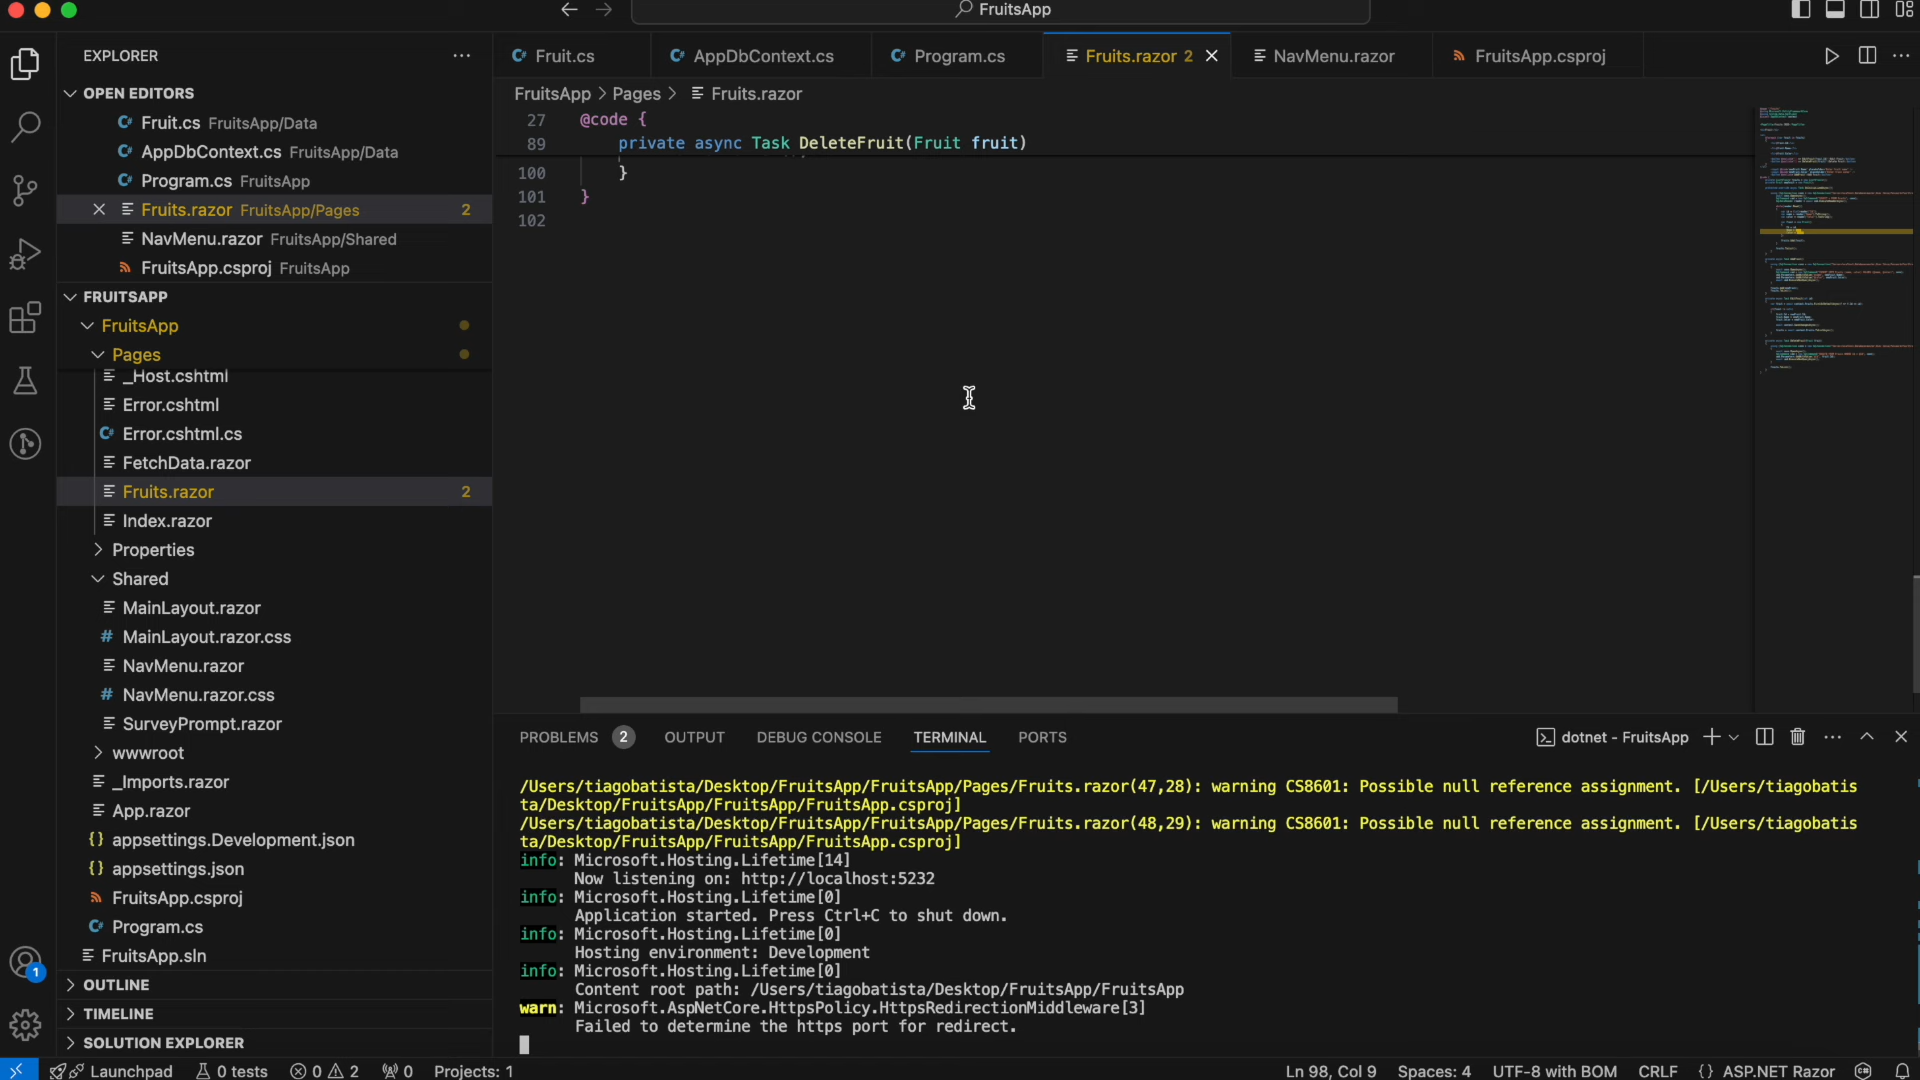 FruitsApp
EXPLORER
OPEN EDITORS
Fruit.cs FruitsApp/Data
AppDbContext.cs FruitsApp/Data
Program.cs FruitsApp
Fruits.razor FruitsApp/Pages 2
NavMenu.razor FruitsApp/Shared
FruitsApp.csproj FruitsApp
FRUITSAPP
FruitsApp
Pages
_Host.cshtml
Error.cshtml
Error.cshtml.cs
FetchData.razor
Fruits.razor 2
Index.razor
Properties
Shared
MainLayout.razor
MainLayout.razor.css
NavMenu.razor
NavMenu.razor.css
SurveyPrompt.razor
wwwroot
_Imports.razor
App.razor
appsettings.Development.json
appsettings.json
FruitsApp.csproj
Program.cs
FruitsApp.sln
OUTLINE
TIMELINE
SOLUTION EXPLORER
1
Fruit.cs AppDbContext.cs Program.cs Fruits.razor 2 NavMenu.razor FruitsApp.csproj
FruitsApp > Pages > Fruits.razor
27 @code {
89 private async Task DeleteFruit(Fruit fruit)
100 }
101 }
102
PROBLEMS 2 OUTPUT DEBUG CONSOLE TERMINAL PORTS dotnet - FruitsApp
/Users/tiagobatista/Desktop/FruitsApp/FruitsApp/Pages/Fruits.razor(47,28): warning CS8601: Possible null reference assignment. [/Users/tiagobatis
ta/Desktop/FruitsApp/FruitsApp/FruitsApp.csproj]
/Users/tiagobatista/Desktop/FruitsApp/FruitsApp/Pages/Fruits.razor(48,29): warning CS8601: Possible null reference assignment. [/Users/tiagobatis
ta/Desktop/FruitsApp/FruitsApp/FruitsApp.csproj]
info: Microsoft.Hosting.Lifetime[14]
Now listening on: http://localhost:5232
info: Microsoft.Hosting.Lifetime[0]
Application started. Press Ctrl+C to shut down.
info: Microsoft.Hosting.Lifetime[0]
Hosting environment: Development
info: Microsoft.Hosting.Lifetime[0]
Content root path: /Users/tiagobatista/Desktop/FruitsApp/FruitsApp
warn: Microsoft.AspNetCore.HttpsPolicy.HttpsRedirectionMiddleware[3]
Failed to determine the https port for redirect.
Launchpad 0 tests 0 2 0 Projects: 1 Ln 98, Col 9 Spaces: 4 UTF-8 with BOM CRLF {} ASP.NET Razor